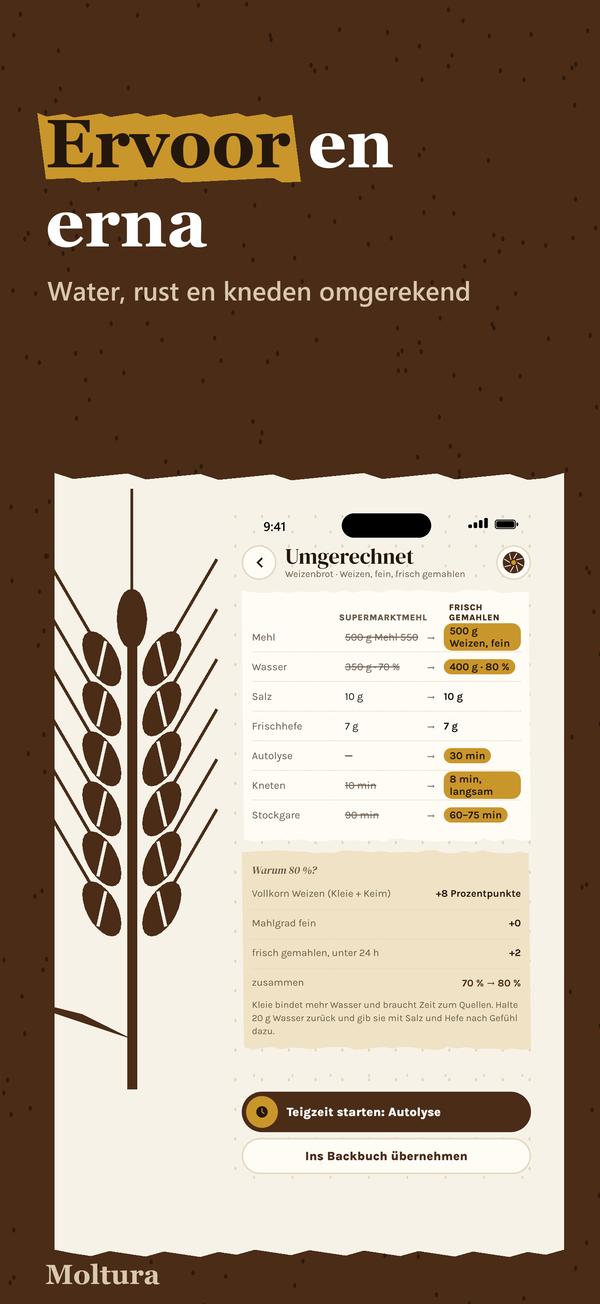 Ervoor en
erna
Water, rust en kneden omgerekend
9:41
Umgerechnet
Weizenbrot · Weizen, fein, frisch gemahlen
SUPERMARKTMEHL
FRISCH
GEMAHLEN
Mehl 500 g Mehl 550 → 500 g
Weizen, fein
Wasser 350 g · 70 % → 400 g · 80 %
Salz 10 g → 10 g
Frischhefe 7 g → 7 g
Autolyse — → 30 min
Kneten 10 min → 8 min,
langsam
Stockgare 90 min → 60–75 min
Warum 80 %?
Vollkorn Weizen (Kleie + Keim) +8 Prozentpunkte
Mahlgrad fein +0
frisch gemahlen, unter 24 h +2
zusammen 70 % → 80 %
Kleie bindet mehr Wasser und braucht Zeit zum Quellen. Halte
20 g Wasser zurück und gib sie mit Salz und Hefe nach Gefühl
dazu.
Teigzeit starten: Autolyse
Ins Backbuch übernehmen
Moltura